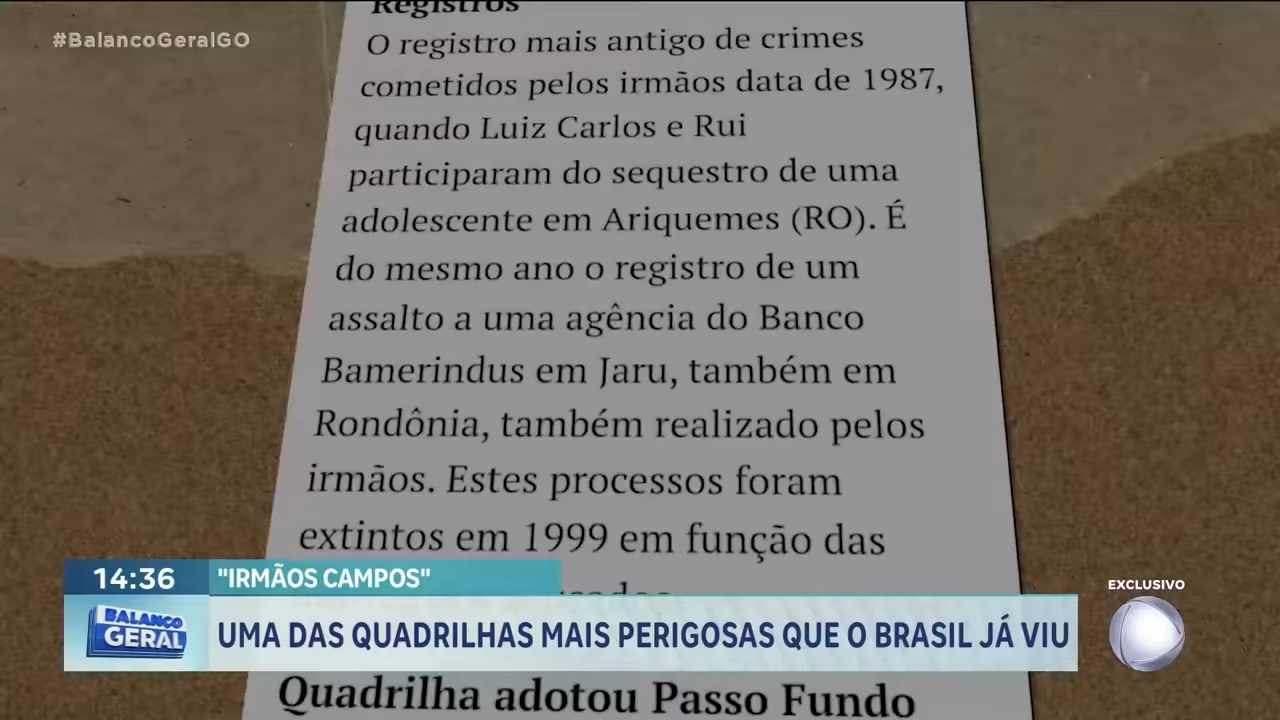 #BalancoGeralGO
Registros
O registro mais antigo de crimes
cometidos pelos irmãos data de 1987,
quando Luiz Carlos e Rui
participaram do sequestro de uma
adolescente em Ariquemes (RO). É
do mesmo ano o registro de um
assalto a uma agência do Banco
Bamerindus em Jaru, também em
Rondônia, também realizado pelos
irmãos. Estes processos foram
extintos em 1999 em função das
14:36
"IRMÃOS CAMPOS"
EXCLUSIVO
BALANÇO
GERAL
UMA DAS QUADRILHAS MAIS PERIGOSAS QUE O BRASIL JÁ VIU
Quadrilha adotou Passo Fundo